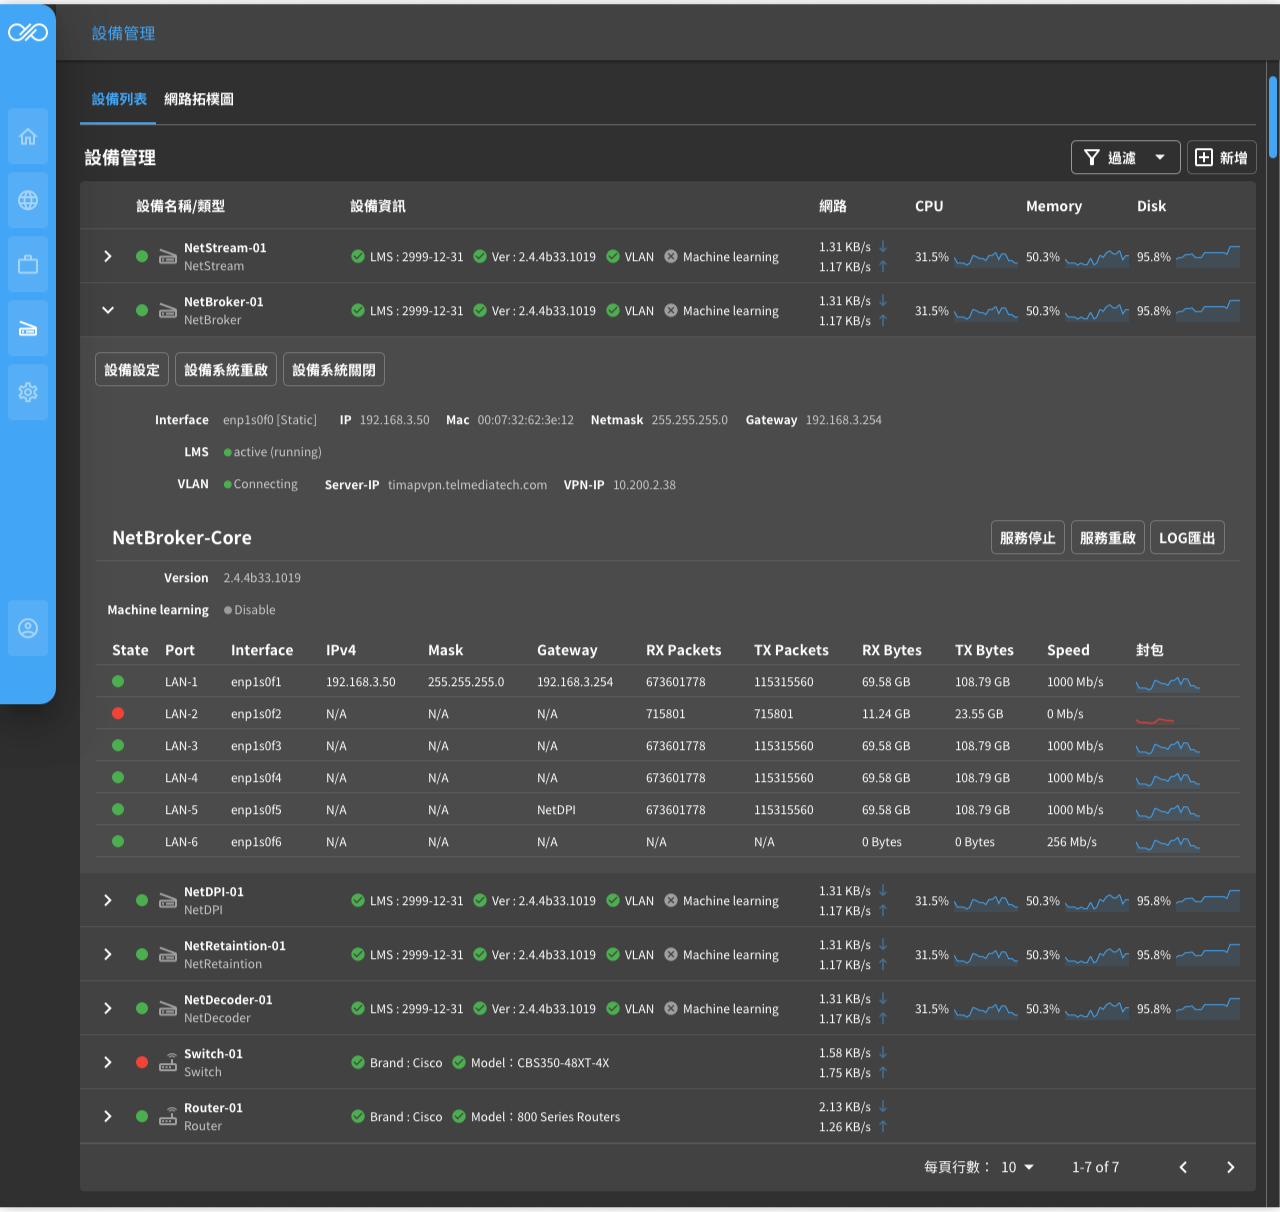 設備管理
設備列表 網路拓樸圖
設備管理 過濾 新增
設備名稱/類型 設備資訊 網路 CPU Memory Disk
NetStream-01
NetStream
LMS : 2999-12-31 Ver : 2.4.4b33.1019 VLAN Machine learning
1.31 KB/s ↓
1.17 KB/s ↑
31.5% 50.3% 95.8%
NetBroker-01
NetBroker
LMS : 2999-12-31 Ver : 2.4.4b33.1019 VLAN Machine learning
1.31 KB/s ↓
1.17 KB/s ↑
31.5% 50.3% 95.8%
設備設定 設備系統重啟 設備系統關閉
Interface enp1s0f0 [Static] IP 192.168.3.50 Mac 00:07:32:62:3e:12 Netmask 255.255.255.0 Gateway 192.168.3.254
LMS active (running)
VLAN Connecting Server-IP timapvpn.telmediatech.com VPN-IP 10.200.2.38
NetBroker-Core 服務停止 服務重啟 LOG匯出
Version 2.4.4b33.1019
Machine learning Disable
State Port Interface IPv4 Mask Gateway RX Packets TX Packets RX Bytes TX Bytes Speed 封包
LAN-1 enp1s0f1 192.168.3.50 255.255.255.0 192.168.3.254 673601778 115315560 69.58 GB 108.79 GB 1000 Mb/s
LAN-2 enp1s0f2 N/A N/A N/A 715801 715801 11.24 GB 23.55 GB 0 Mb/s
LAN-3 enp1s0f3 N/A N/A N/A 673601778 115315560 69.58 GB 108.79 GB 1000 Mb/s
LAN-4 enp1s0f4 N/A N/A N/A 673601778 115315560 69.58 GB 108.79 GB 1000 Mb/s
LAN-5 enp1s0f5 N/A N/A NetDPI 673601778 115315560 69.58 GB 108.79 GB 1000 Mb/s
LAN-6 enp1s0f6 N/A N/A N/A N/A N/A 0 Bytes 0 Bytes 256 Mb/s
NetDPI-01
NetDPI
LMS : 2999-12-31 Ver : 2.4.4b33.1019 VLAN Machine learning
1.31 KB/s ↓
1.17 KB/s ↑
31.5% 50.3% 95.8%
NetRetaintion-01
NetRetaintion
LMS : 2999-12-31 Ver : 2.4.4b33.1019 VLAN Machine learning
1.31 KB/s ↓
1.17 KB/s ↑
31.5% 50.3% 95.8%
NetDecoder-01
NetDecoder
LMS : 2999-12-31 Ver : 2.4.4b33.1019 VLAN Machine learning
1.31 KB/s ↓
1.17 KB/s ↑
31.5% 50.3% 95.8%
Switch-01
Switch
Brand : Cisco Model：CBS350-48XT-4X
1.58 KB/s ↓
1.75 KB/s ↑
Router-01
Router
Brand : Cisco Model：800 Series Routers
2.13 KB/s ↓
1.26 KB/s ↑
每頁行數： 10 1-7 of 7